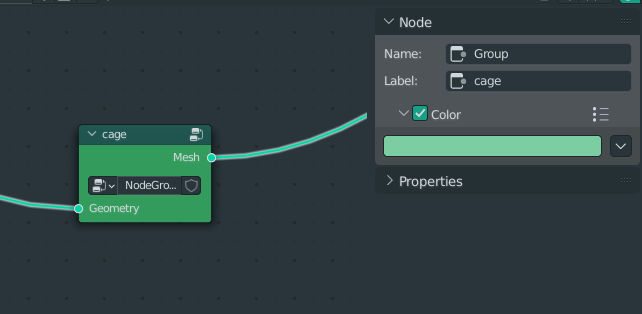 cage
Mesh
NodeGro...
Geometry
Node
Name:
Group
Label:
cage
Color
Properties